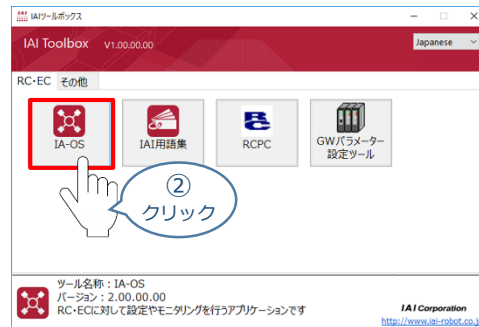 IAIツールボックス
IAI Toolbox V1.00.00.00
Japanese
RC・EC その他
IA-OS
IAI用語集
RCPC
GWパラメーター
設定ツール
②
クリック
ツール名称：IA-OS
バージョン：2.00.00.00
RC・ECに対して設定やモニタリングを行うアプリケーションです
IAI Corporation
http://www.iai-robot.co.j